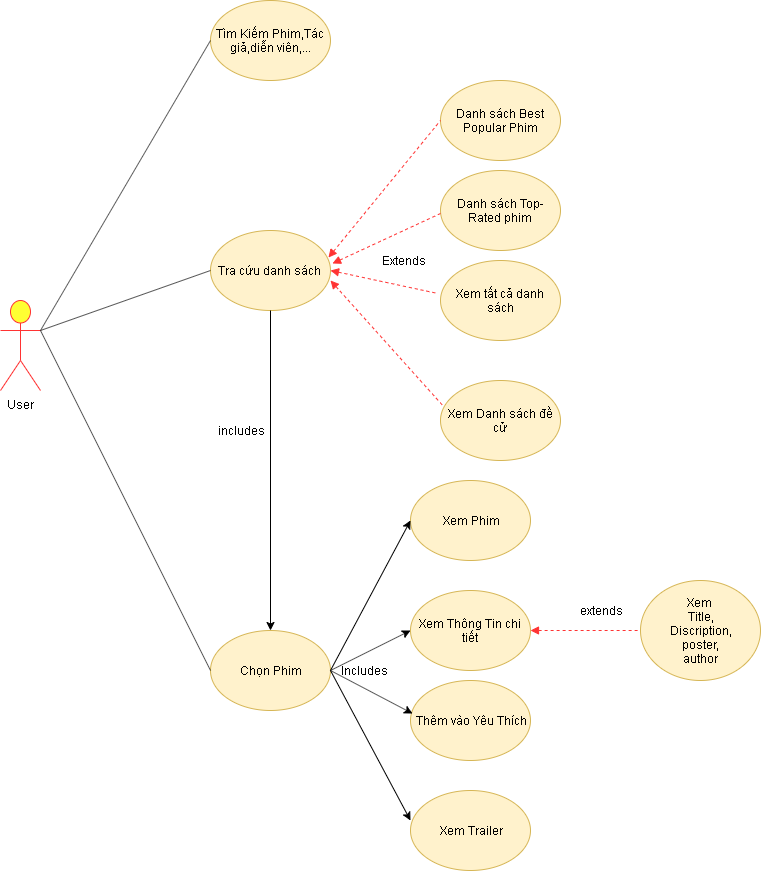 Tìm Kiếm Phim,Tác
giả,diễn viên,...
Danh sách Best
Popular Phim
Danh sách Top-
Rated phim
Extends
Tra cứu danh sách
Xem tất cả danh
sách
User
Xem Danh sách đề
cử
includes
Xem Phim
Xem Thông Tin chi
tiết
extends
Xem
Title,
Discription,
poster,
author
Chọn Phim
Includes
Thêm vào Yêu Thích
Xem Trailer